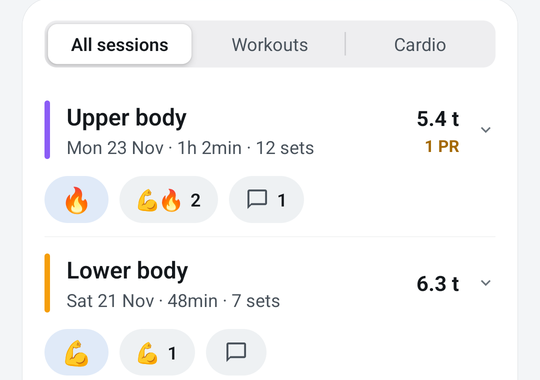 All sessions Workouts Cardio
Upper body 5.4 t
Mon 23 Nov · 1h 2min · 12 sets 1 PR
🔥 💪🔥 2 1
Lower body 6.3 t
Sat 21 Nov · 48min · 7 sets
💪 💪 1